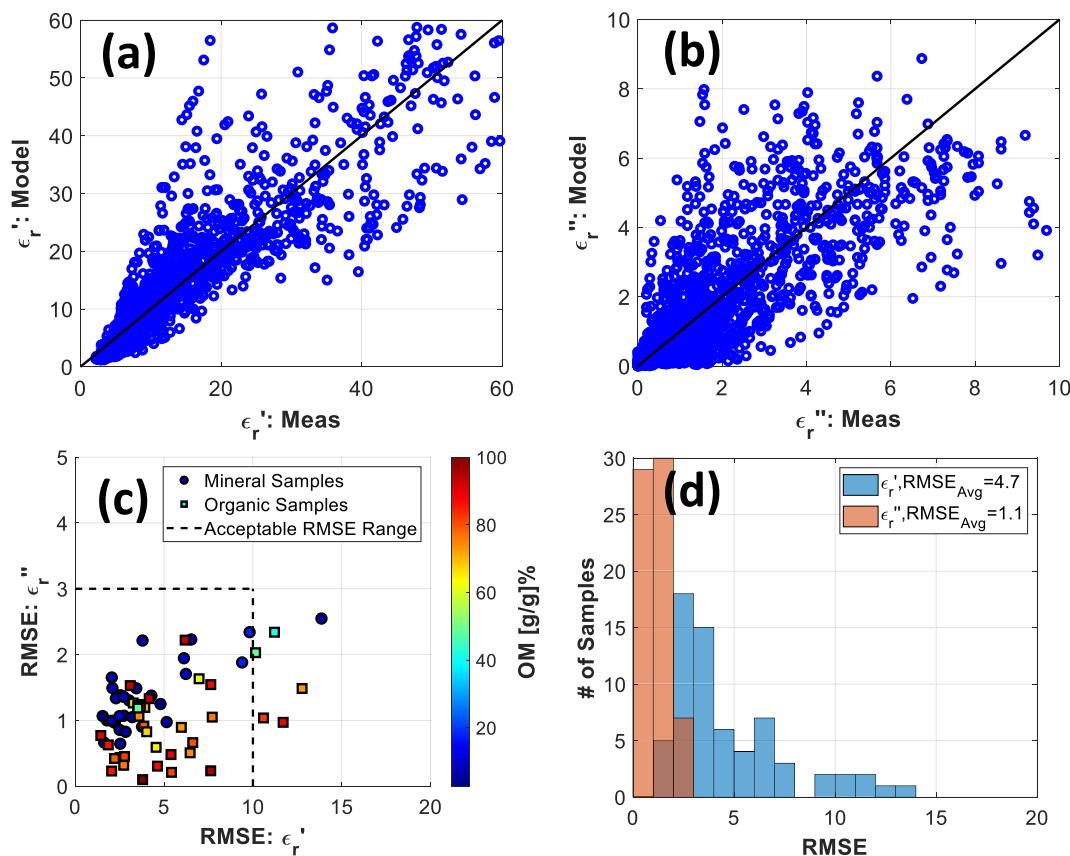 (a)
60
50
40
30
20
10
0
0 20 40 60
ϵr': Model
ϵr': Meas
(b)
10
8
6
4
2
0
0 2 4 6 8 10
ϵr'': Model
ϵr'': Meas
(c)
Mineral Samples
Organic Samples
Acceptable RMSE Range
5
4
3
2
1
0
0 5 10 15 20
RMSE: ϵr''
RMSE: ϵr'
100
80
60
40
20
OM [g/g]%
(d)
ϵr',RMSEAvg=4.7
ϵr'',RMSEAvg=1.1
30
25
20
15
10
5
0
0 5 10 15 20
# of Samples
RMSE